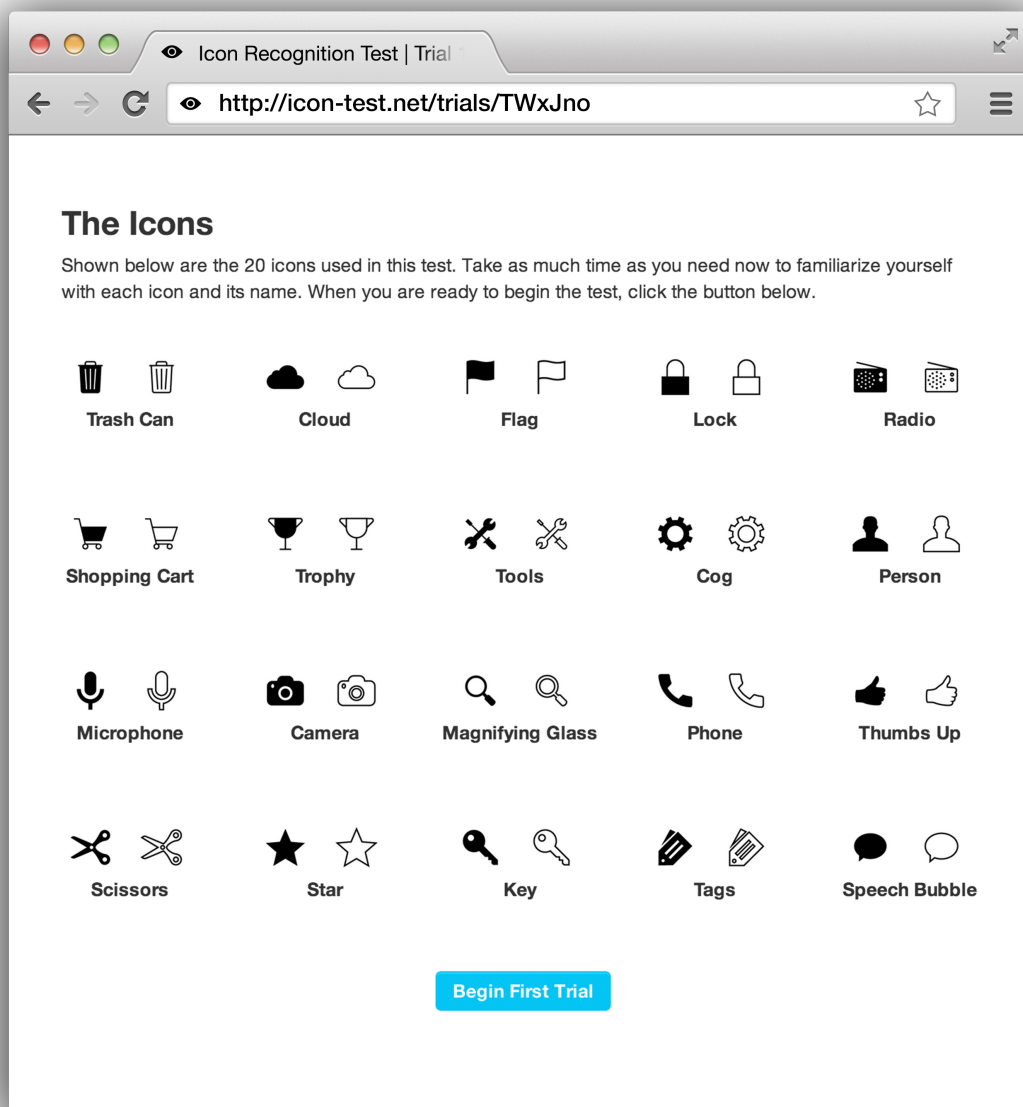 Icon Recognition Test | Trial
http://icon-test.net/trials/TWxJno
The Icons
Shown below are the 20 icons used in this test. Take as much time as you need now to familiarize yourself
with each icon and its name. When you are ready to begin the test, click the button below.
Trash Can Cloud Flag Lock Radio
Shopping Cart Trophy Tools Cog Person
Microphone Camera Magnifying Glass Phone Thumbs Up
Scissors Star Key Tags Speech Bubble
Begin First Trial